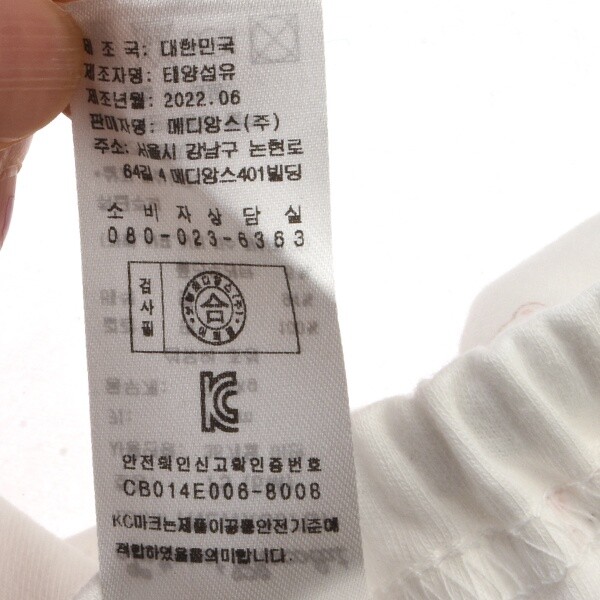 제 조 국: 대한민국
제조자명: 태양섬유
제조년월: 2022.06
판매자명: 메디앙스(주)
주소: 서울시 강남구 논현로
64길 4 메디앙스401빌딩
소 비 자 상 담 실
080-023-6363
검사필
合
KC
안전확인신고확인증번호
CB014E006-8008
KC마크는제품이공통안전기준에
적합하였음을의미합니다.